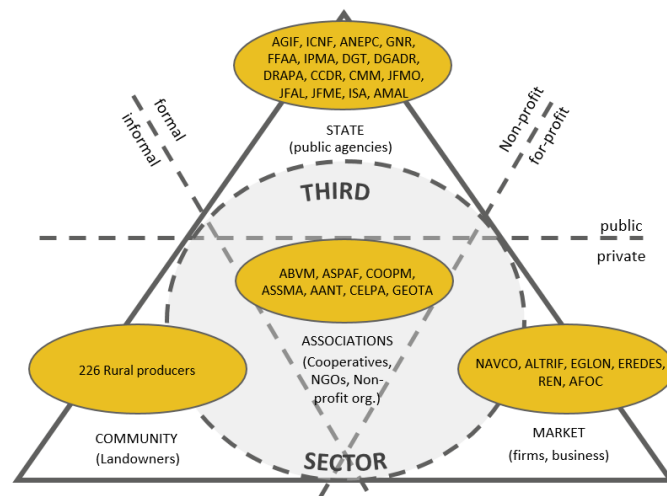 AGIF, ICNF, ANEPC, GNR,
FFAA, IPMA, DGT, DGADR,
DRAPA, CCDR, CMM, JFMO,
JFAL, JFME, ISA, AMAL
formal
informal
STATE
(public agencies)
Non-profit
for-profit
THIRD
public
private
ABVM, ASPAF, COOPM,
ASSMA, AANT, CELPA, GEOTA
ASSOCIATIONS
(Cooperatives,
NGOs, Non-
profit org.)
226 Rural producers
NAVCO, ALTRIF, EGLON, EREDES,
REN, AFOC
COMMUNITY
(Landowners)
MARKET
(firms, business)
SECTOR